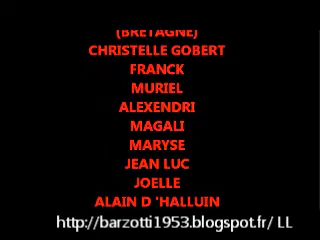 (BRETAGNE)
CHRISTELLE GOBERT
FRANCK
MURIEL
ALEXENDRI
MAGALI
MARYSE
JEAN LUC
JOELLE
ALAIN D 'HALLUIN
http://barzotti1953.blogspot.fr/ LL